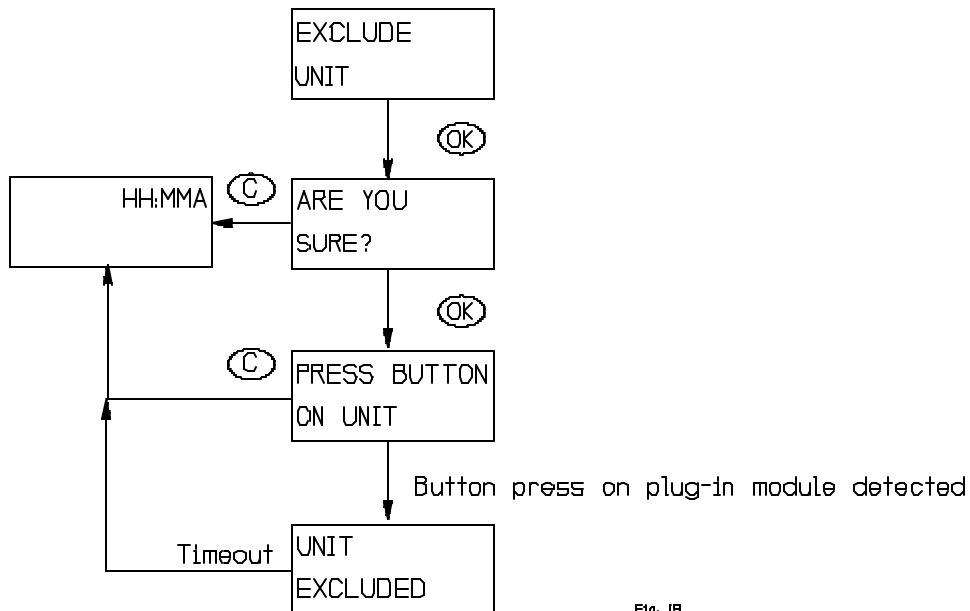 EXCLUDE
UNIT
OK
HH:MMA
C
ARE YOU
SURE?
OK
C
PRESS BUTTON
ON UNIT
Button press on plug-in module detected
Timeout
UNIT
EXCLUDED